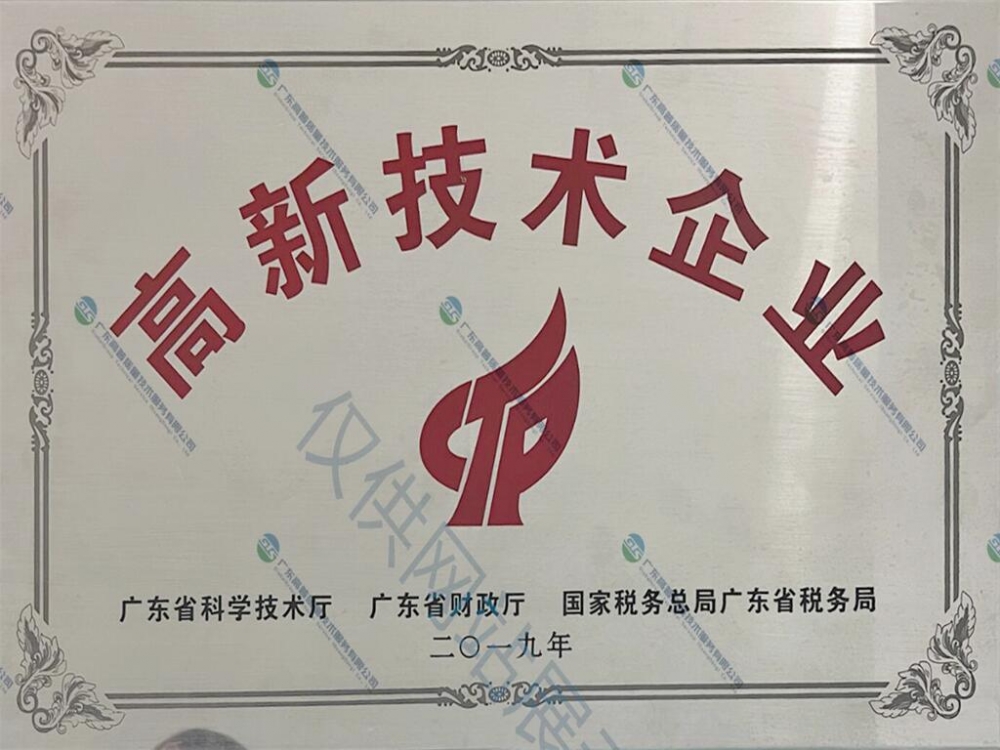 高新技术企业
广东省科学技术厅 广东省财政厅 国家税务总局广东省税务局
二〇一九年
仅供网站展